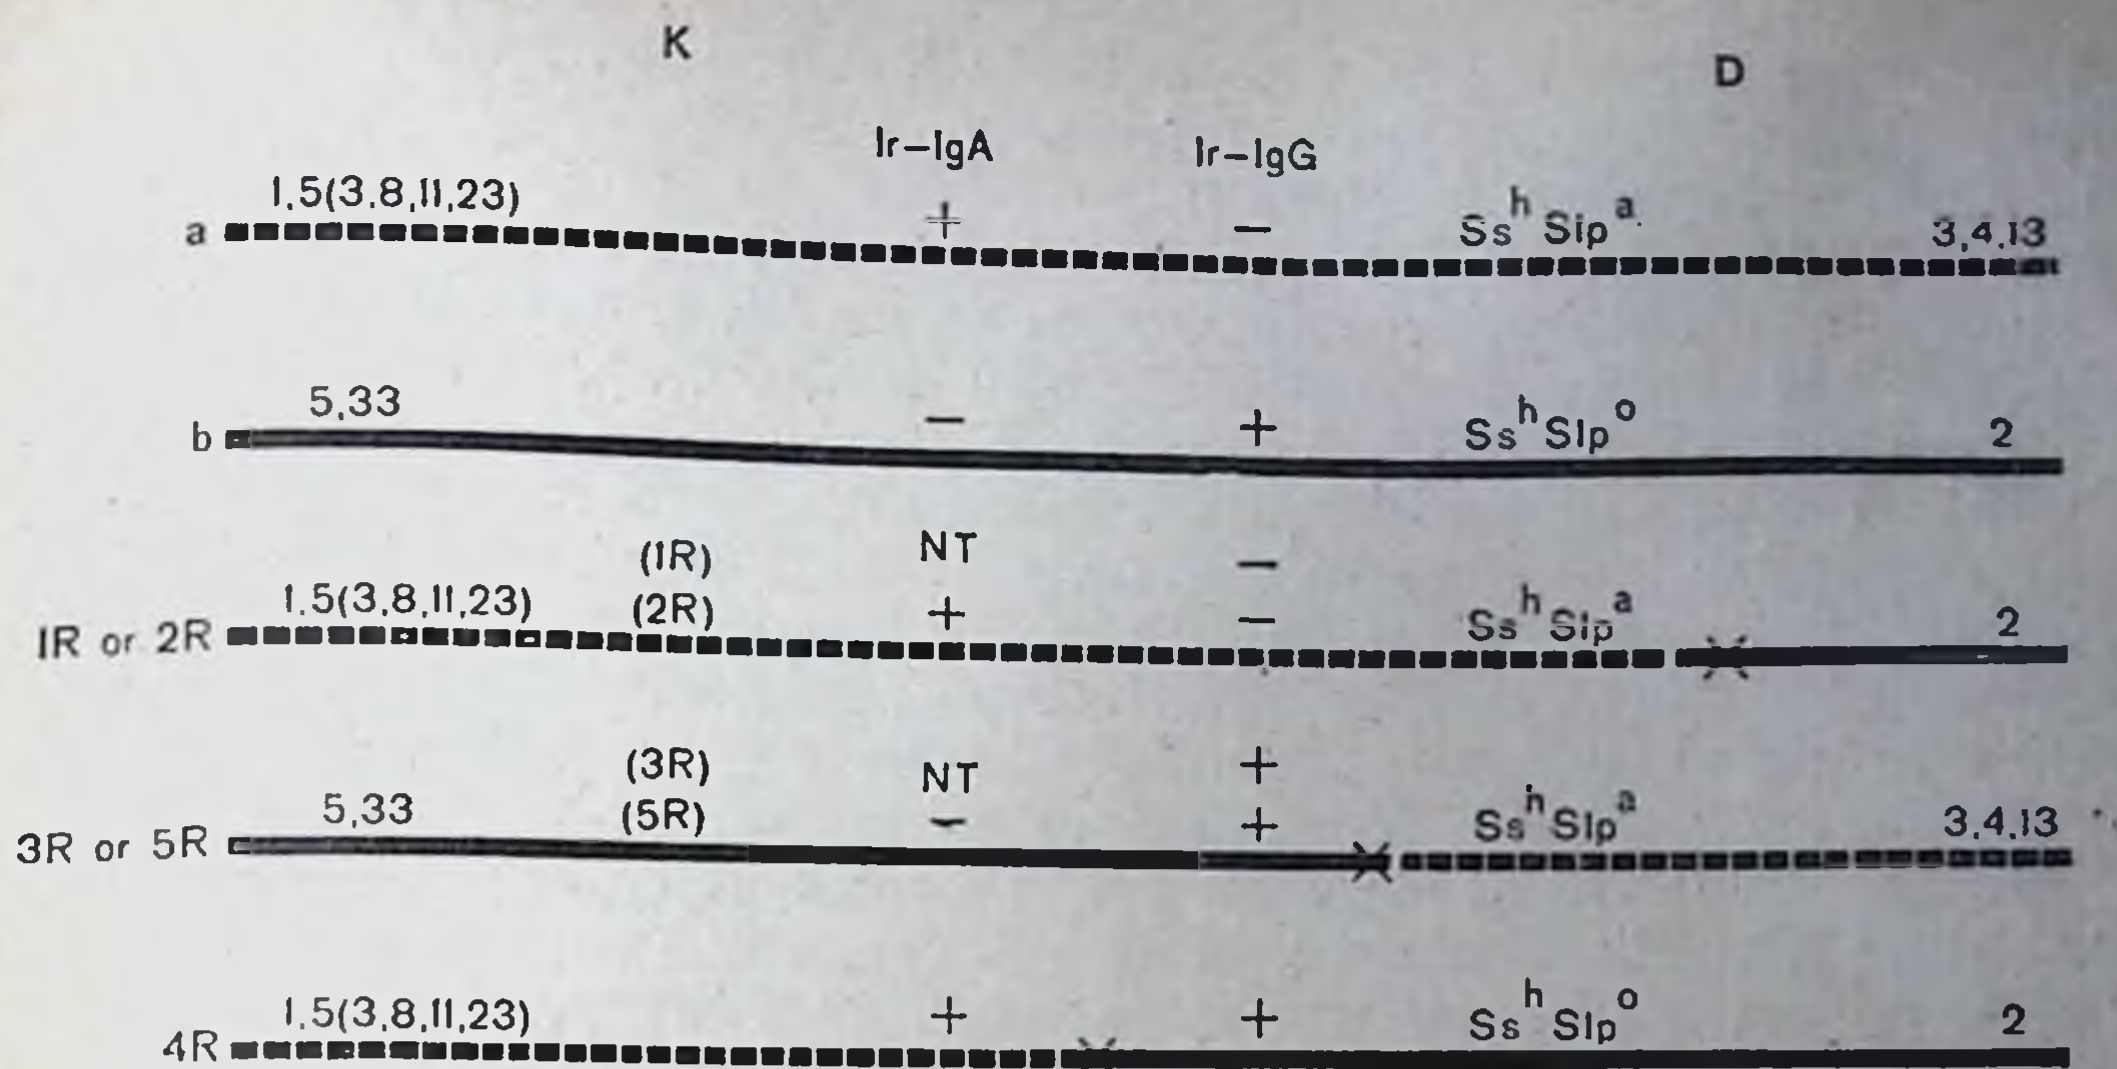 K D
Ir–IgA Ir–IgG
1.5(3.8,11,23) + – Ss^h Slp^a 3,4.13
a
5,33 – + Ss^h Slp^o 2
b
(1R) NT –
1.5(3,8,11,23) (2R) + – Ss^h Slp^a 2
1R or 2R
(3R) NT +
5,33 (5R) – + Ss^h Slp^a 3,4.13
3R or 5R
1.5(3,8,11,23) + + Ss^h Slp^o 2
4R